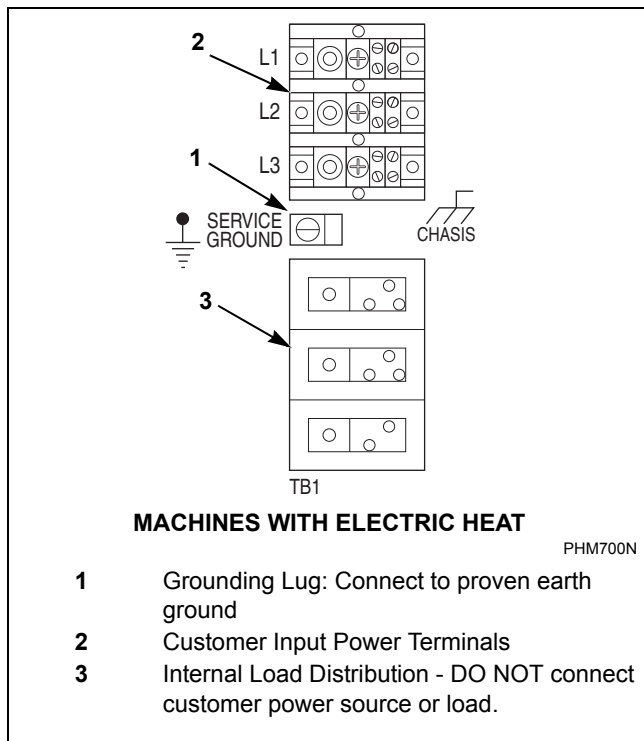 2
L1
L2
L3
1
SERVICE
GROUND
CHASIS
3
TB1
MACHINES WITH ELECTRIC HEAT
PHM700N
1 Grounding Lug: Connect to proven earth
ground
2 Customer Input Power Terminals
3 Internal Load Distribution - DO NOT connect
customer power source or load.